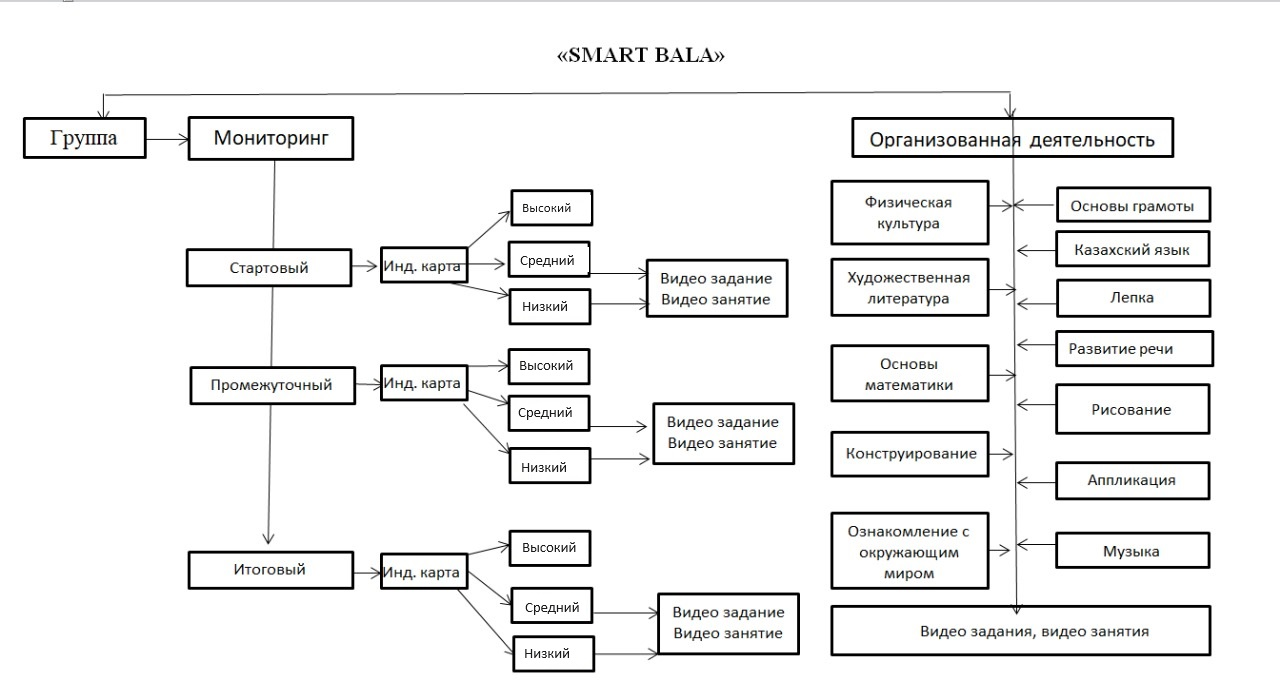 «SMART BALA»
Группа
Мониторинг
Стартовый
Инд. карта
Высокий
Средний
Низкий
Видео задание
Видео занятие
Промежуточный
Инд. карта
Высокий
Средний
Низкий
Видео задание
Видео занятие
Итоговый
Инд. карта
Высокий
Средний
Низкий
Видео задание
Видео занятие
Организованная деятельность
Физическая
культура
Художественная
литература
Основы
математики
Конструирование
Ознакомление с
окружающим
миром
Основы грамоты
Казахский язык
Лепка
Развитие речи
Рисование
Аппликация
Музыка
Видео задания, видео занятия